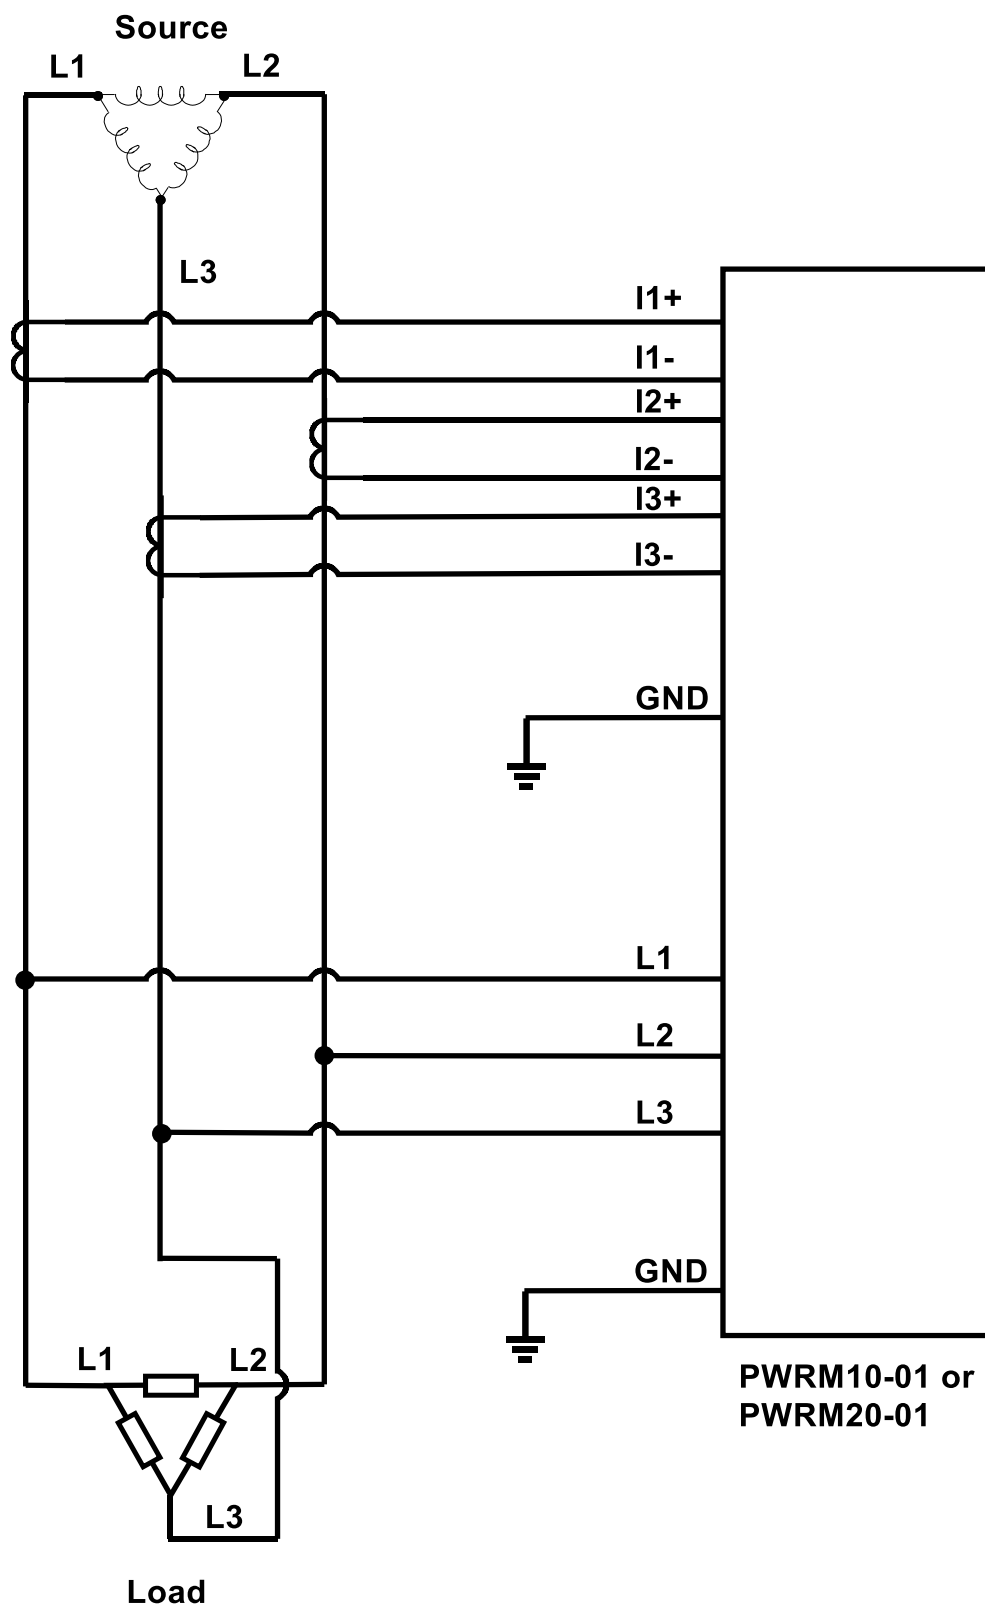 Source
L1
L2
L3
I1+
I1-
I2+
I2-
I3+
I3-
GND
L1
L2
L3
GND
L1
L2
PWRM10-01 or
PWRM20-01
L3
Load